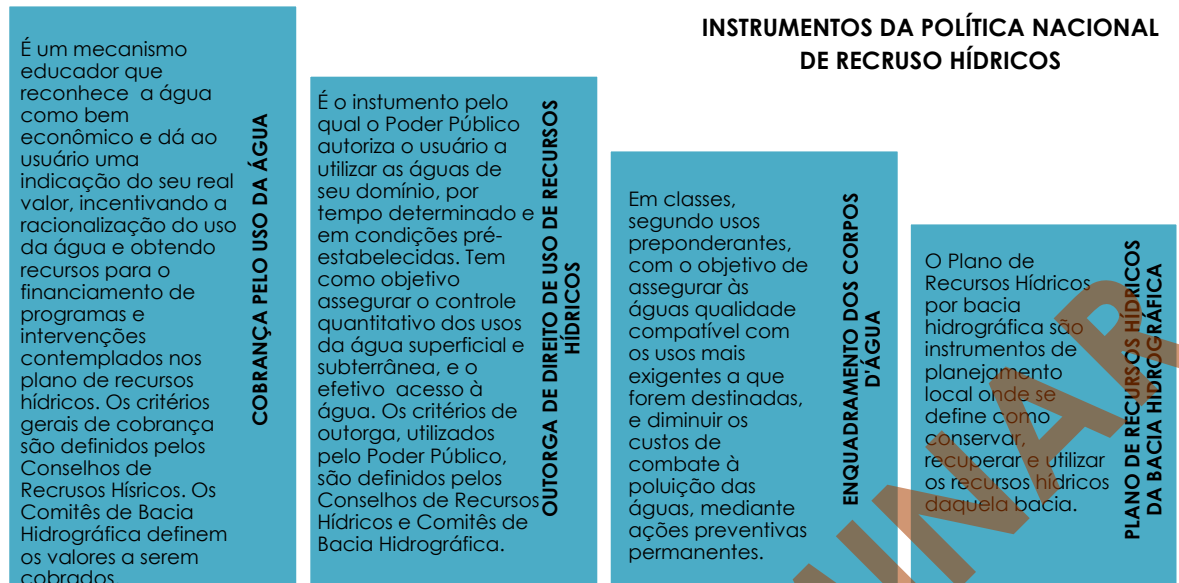 INSTRUMENTOS DA POLÍTICA NACIONAL
DE RECRUSO HÍDRICOS
É um mecanismo
educador que
reconhece a água
como bem
econômico e dá ao
usuário uma
indicação do seu real
valor, incentivando a
racionalização do uso
da água e obtendo
recursos para o
financiamento de
programas e
intervenções
contemplados nos
plano de recursos
hídricos. Os critérios
gerais de cobrança
são definidos pelos
Conselhos de
Recrusos Hísricos. Os
Comitês de Bacia
Hidrográfica definem
os valores a serem
cobrados
COBRANÇA PELO USO DA ÁGUA
É o instumento pelo
qual o Poder Público
autoriza o usuário a
utilizar as águas de
seu domínio, por
tempo determinado e
em condições pré-
estabelecidas. Tem
como objetivo
assegurar o controle
quantitativo dos usos
da água superficial e
subterrânea, e o
efetivo acesso à
água. Os critérios de
outorga, utilizados
pelo Poder Público,
são definidos pelos
Conselhos de Recursos
Hídricos e Comitês de
Bacia Hidrográfica.
OUTORGA DE DIREITO DE USO DE RECURSOS
HÍDRICOS
Em classes,
segundo usos
preponderantes,
com o objetivo de
assegurar às
águas qualidade
compatível com
os usos mais
exigentes a que
forem destinadas,
e diminuir os
custos de
combate à
poluição das
águas, mediante
ações preventivas
permanentes.
ENQUADRAMENTO DOS CORPOS
D'ÁGUA
O Plano de
Recursos Hídricos
por bacia
hidrográfica são
instrumentos de
planejamento
local onde se
define como
conservar,
recuperar e utilizar
os recursos hídricos
daquela bacia.
PLANO DE RECURSOS HÍDRICOS
DA BACIA HIDROGRÁFICA